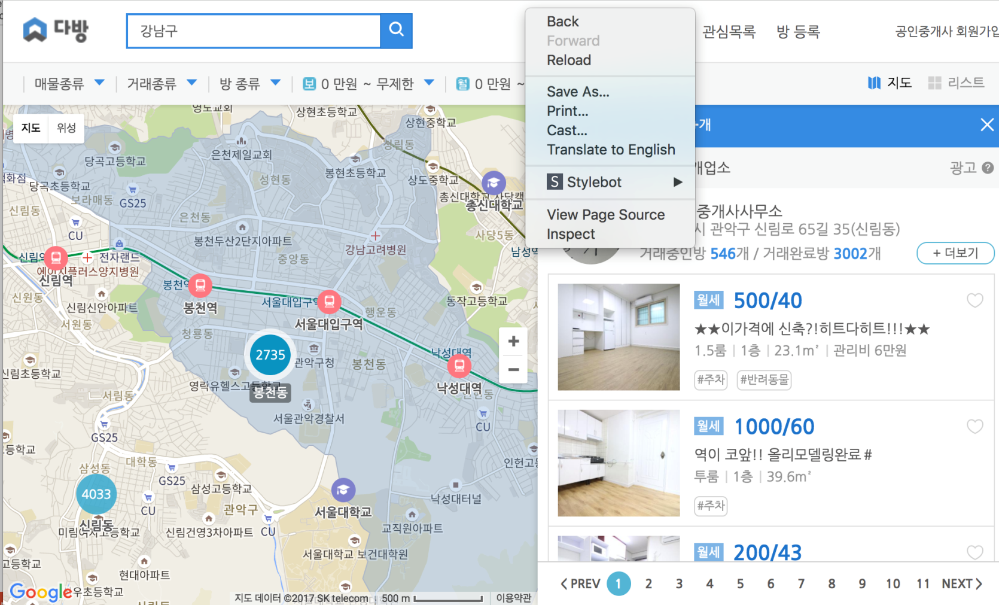 다방
강남구
관심목록 방 등록 공인중개사 회원가입
매물종류 거래종류 방 종류 보 0 만원 ~ 무제한 월 0 만원 ~
지도 리스트
Back
Forward
Reload
Save As...
Print...
Cast...
Translate to English
S Stylebot
View Page Source
Inspect
지도 위성
상현초등학교
상현중학교
은천제일교회
당곡고등학교
성현동
봉현초등학교
상도중학교
당곡초등학교
보라매동
GS25
총신대학교
신림동
은천동
CU
봉천두산2단지아파트
강남고려병원
사당5동
중앙동
전자랜드
에이치플러스양지병원
신림역
봉천역
서울대입구역
행운동
신원동
신림신안아파트
서원동
청룡동
동작고등학교
2735
봉천동
관악구청
봉천동
낙성대역
낙성대역
영락유헬스고등학교
서울관악경찰서
신림초등학교
서림동
GS25
CU
대학동
삼성동
GS25
삼성고등학교
4033
신림동
CU
관악구
서울대학교
낙성대터널
신림건영3차아파트
CU
교직원아파트
서울대학교 보건대학원
현대아파트
Google
지도 데이터 ©2017 SK telecom 500 m 이용약관
개
개업소
광고 ?
중개사사무소
시 관악구 신림로 65길 35(신림동)
거래중인방 546개 / 거래완료방 3002개
+ 더보기
월세 500/40
★★이가격에 신축?!히트다히트!!!★★
1.5룸 | 1층 | 23.1m² | 관리비 6만원
#주차 #반려동물
월세 1000/60
역이 코앞!! 올리모델링완료#
투룸 | 1층 | 39.6m²
#주차
월세 200/43
PREV 1 2 3 4 5 6 7 8 9 10 11 NEXT